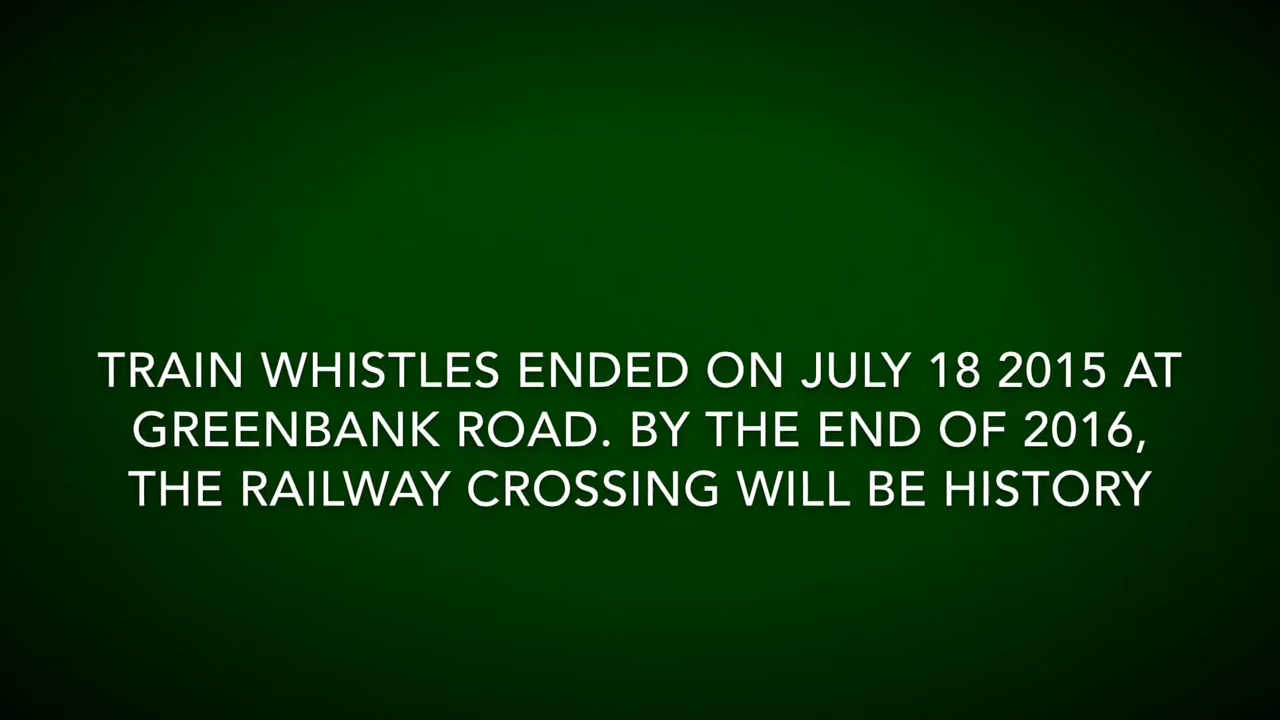 TRAIN WHISTLES ENDED ON JULY 18 2015 AT
GREENBANK ROAD. BY THE END OF 2016,
THE RAILWAY CROSSING WILL BE HISTORY